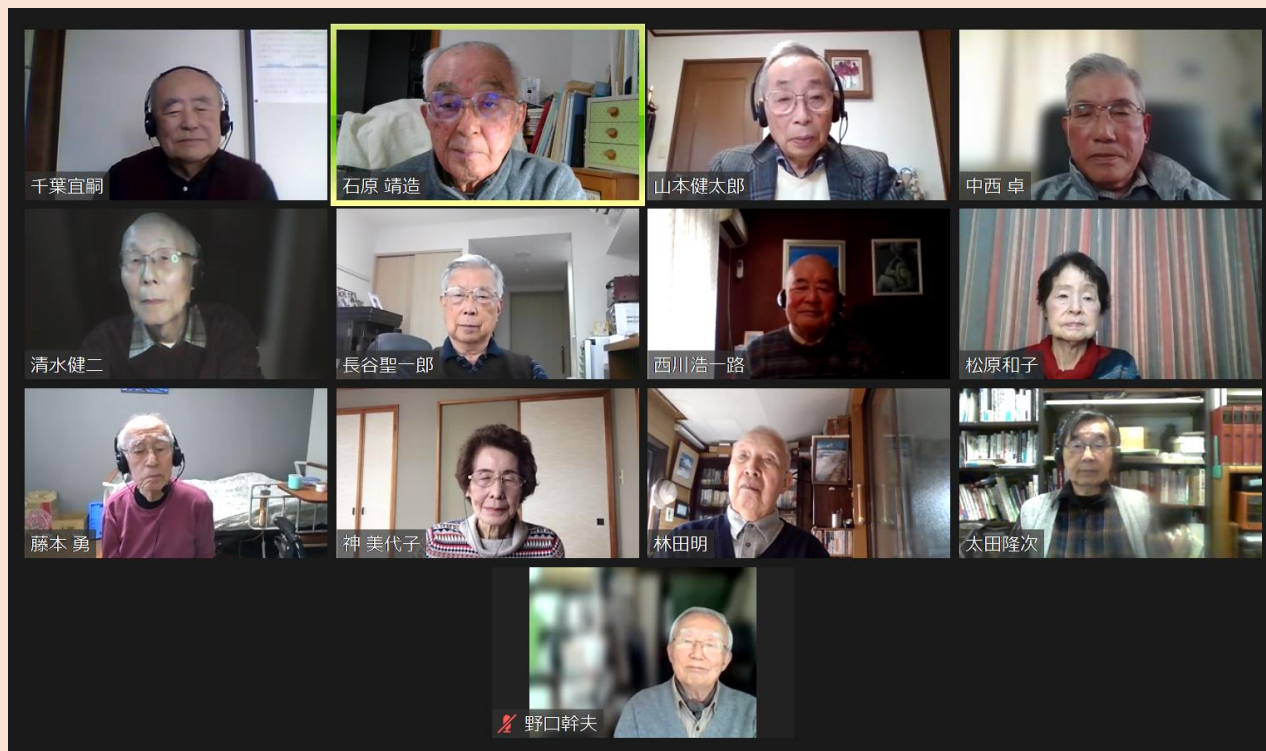 千葉宜嗣
石原 靖造
山本健太郎
中西 卓
清水健二
長谷聖一郎
西川浩一路
松原和子
藤本 勇
神 美代子
林田明
太田隆次
野口幹夫